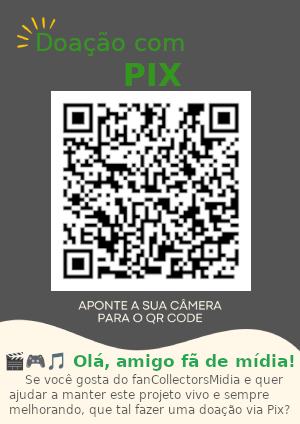 Doação com
PIX
APONTE A SUA CÂMERA
PARA O QR CODE
🎬🎮🎵 Olá, amigo fã de mídia!
Se você gosta do fanCollectorsMidia e quer
ajudar a manter este projeto vivo e sempre
melhorando, que tal fazer uma doação via Pix?